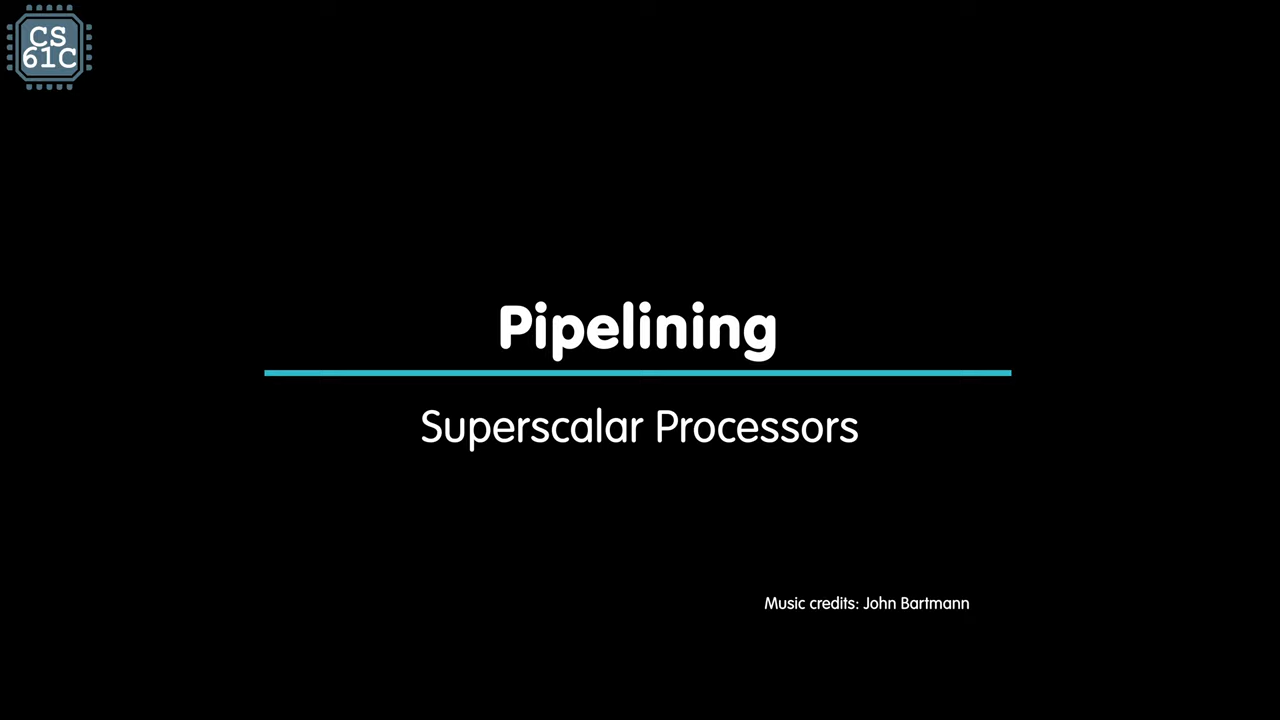 CS
61C
Pipelining
Superscalar Processors
Music credits: John Bartmann